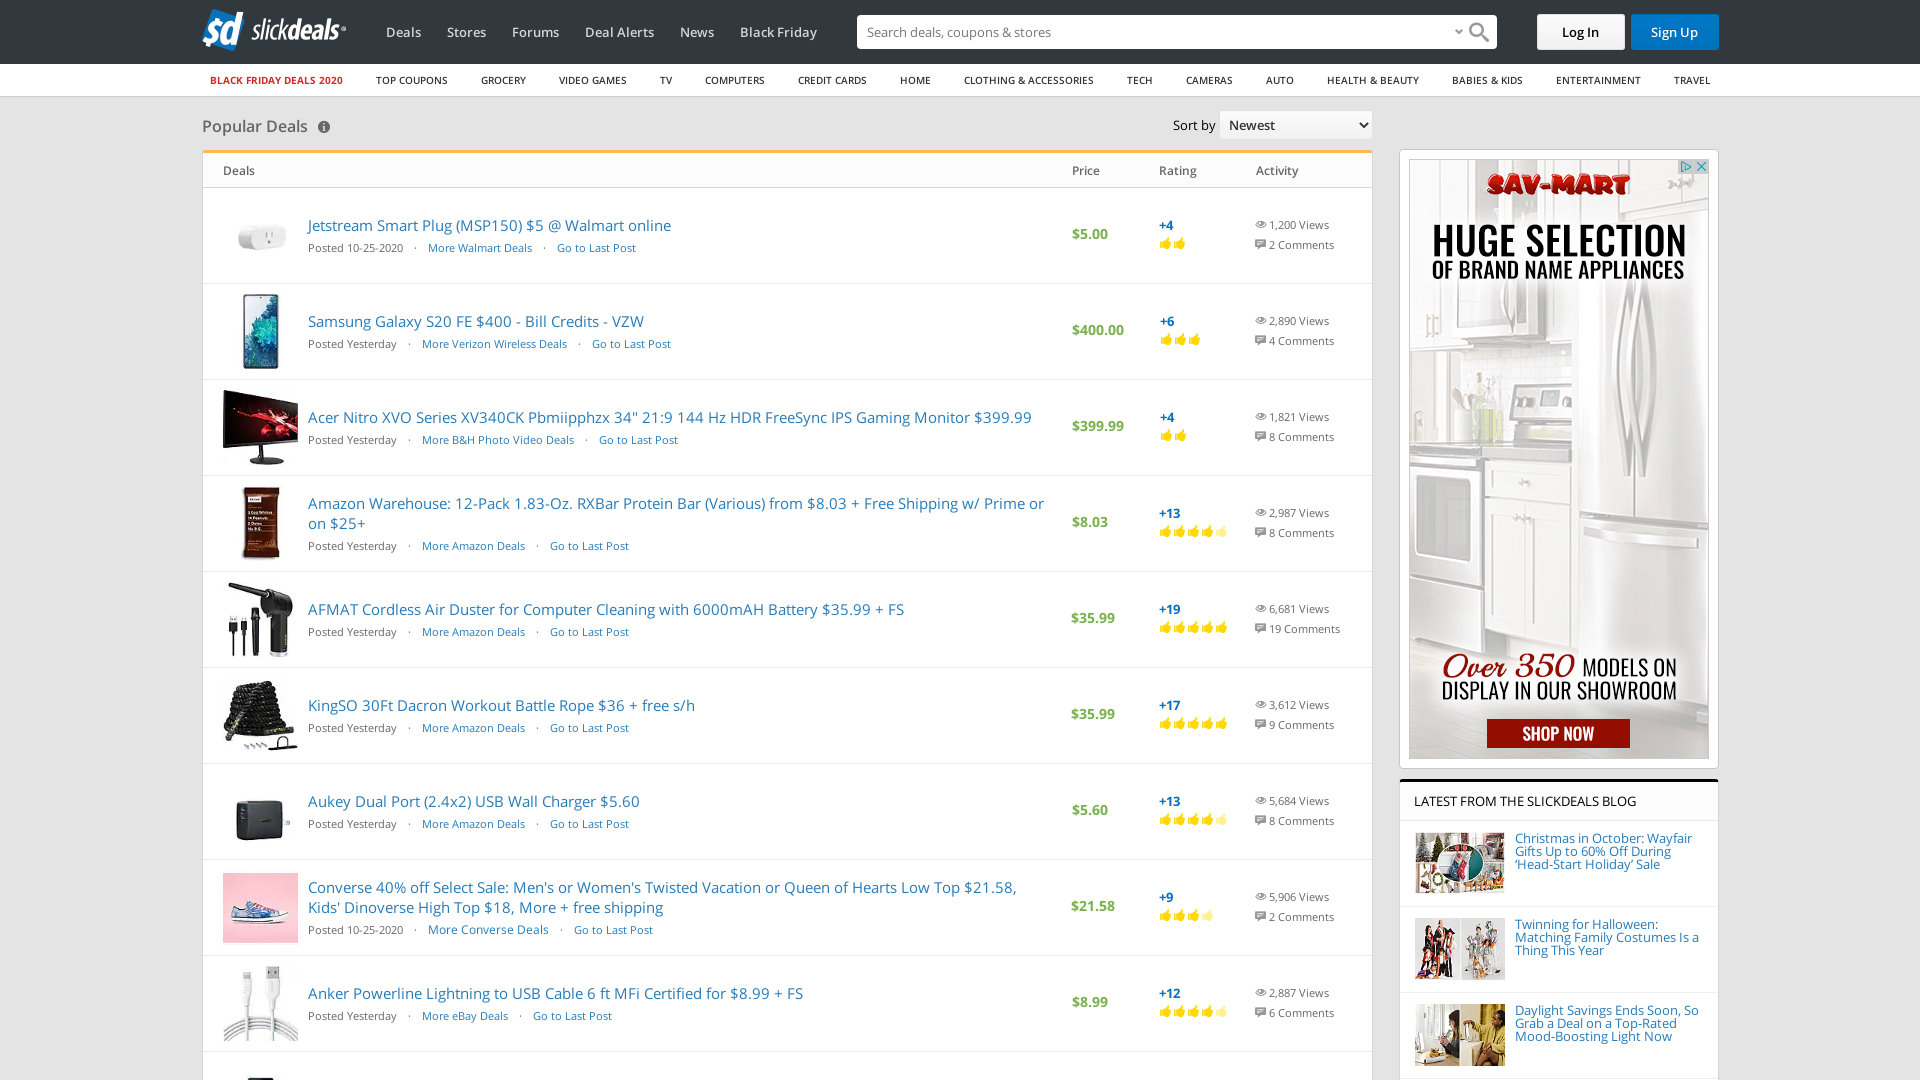 sd slickdeals
Deals
Stores
Forums
Deal Alerts
News
Black Friday
Search deals, coupons & stores
Log In
Sign Up
BLACK FRIDAY DEALS 2020
TOP COUPONS
GROCERY
VIDEO GAMES
TV
COMPUTERS
CREDIT CARDS
HOME
CLOTHING & ACCESSORIES
TECH
CAMERAS
AUTO
HEALTH & BEAUTY
BABIES & KIDS
ENTERTAINMENT
TRAVEL
Popular Deals
Sort by Newest
Deals
Price
Rating
Activity
Jetstream Smart Plug (MSP150) $5 @ Walmart online
Posted 10-25-2020 · More Walmart Deals · Go to Last Post
$5.00
+4
1,200 Views
2 Comments
Samsung Galaxy S20 FE $400 - Bill Credits - VZW
Posted Yesterday · More Verizon Wireless Deals · Go to Last Post
$400.00
+6
2,890 Views
4 Comments
Acer Nitro XVO Series XV340CK Pbmiipphzx 34" 21:9 144 Hz HDR FreeSync IPS Gaming Monitor $399.99
Posted Yesterday · More B&H Photo Video Deals · Go to Last Post
$399.99
+4
1,821 Views
8 Comments
Amazon Warehouse: 12-Pack 1.83-Oz. RXBar Protein Bar (Various) from $8.03 + Free Shipping w/ Prime or
on $25+
Posted Yesterday · More Amazon Deals · Go to Last Post
$8.03
+13
2,987 Views
8 Comments
AFMAT Cordless Air Duster for Computer Cleaning with 6000mAH Battery $35.99 + FS
Posted Yesterday · More Amazon Deals · Go to Last Post
$35.99
+19
6,681 Views
19 Comments
KingSO 30Ft Dacron Workout Battle Rope $36 + free s/h
Posted Yesterday · More Amazon Deals · Go to Last Post
$35.99
+17
3,612 Views
9 Comments
Aukey Dual Port (2.4x2) USB Wall Charger $5.60
Posted Yesterday · More Amazon Deals · Go to Last Post
$5.60
+13
5,684 Views
8 Comments
Converse 40% off Select Sale: Men's or Women's Twisted Vacation or Queen of Hearts Low Top $21.58,
Kids' Dinoverse High Top $18, More + free shipping
Posted 10-25-2020 · More Converse Deals · Go to Last Post
$21.58
+9
5,906 Views
2 Comments
Anker Powerline Lightning to USB Cable 6 ft MFi Certified for $8.99 + FS
Posted Yesterday · More eBay Deals · Go to Last Post
$8.99
+12
2,887 Views
6 Comments
SAV-MART
HUGE SELECTION
OF BRAND NAME APPLIANCES
Over 350 MODELS ON
DISPLAY IN OUR SHOWROOM
SHOP NOW
LATEST FROM THE SLICKDEALS BLOG
Christmas in October: Wayfair
Gifts Up to 60% Off During
‘Head-Start Holiday’ Sale
Twinning for Halloween:
Matching Family Costumes Is a
Thing This Year
Daylight Savings Ends Soon, So
Grab a Deal on a Top-Rated
Mood-Boosting Light Now